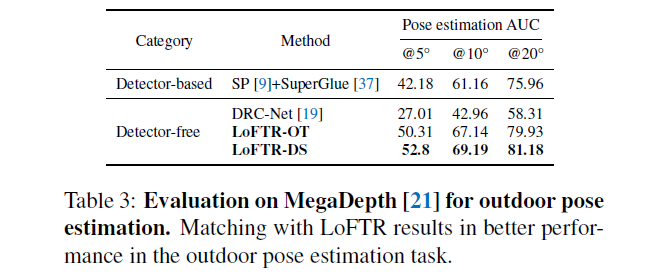 Category Method Pose estimation AUC
@5° @10° @20°
Detector-based SP [9]+SuperGlue [37] 42.18 61.16 75.96
DRC-Net [19] 27.01 42.96 58.31
Detector-free LoFTR-OT 50.31 67.14 79.93
LoFTR-DS 52.8 69.19 81.18
Table 3: Evaluation on MegaDepth [21] for outdoor pose
estimation. Matching with LoFTR results in better perfor-
mance in the outdoor pose estimation task.